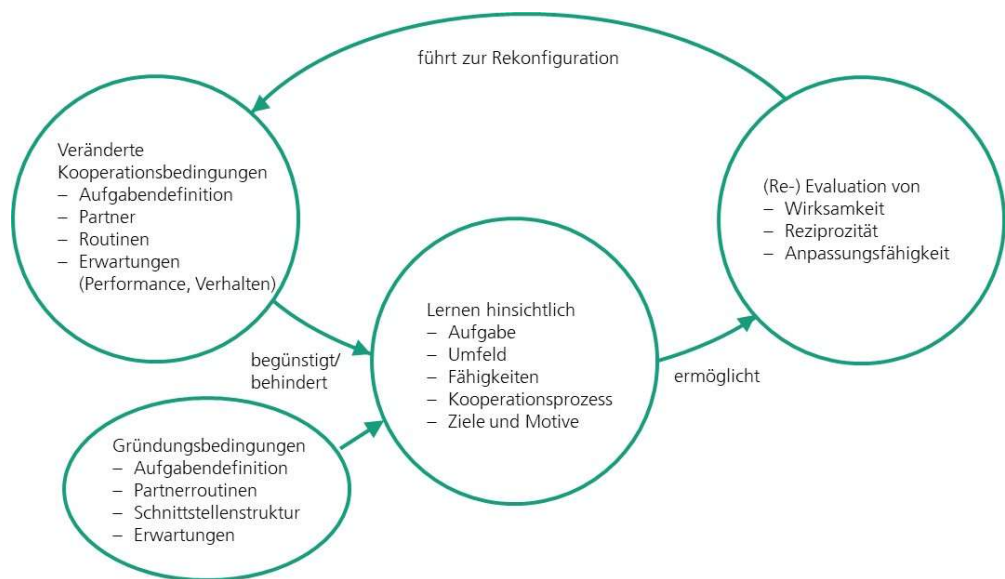 führt zur Rekonfiguration
Veränderte
Kooperationsbedingungen
– Aufgabendefinition
– Partner
– Routinen
– Erwartungen
(Performance, Verhalten)
(Re-) Evaluation von
– Wirksamkeit
– Reziprozität
– Anpassungsfähigkeit
Lernen hinsichtlich
– Aufgabe
– Umfeld
– Fähigkeiten
– Kooperationsprozess
– Ziele und Motive
begünstigt/
behindert
ermöglicht
Gründungsbedingungen
– Aufgabendefinition
– Partnerroutinen
– Schnittstellenstruktur
– Erwartungen